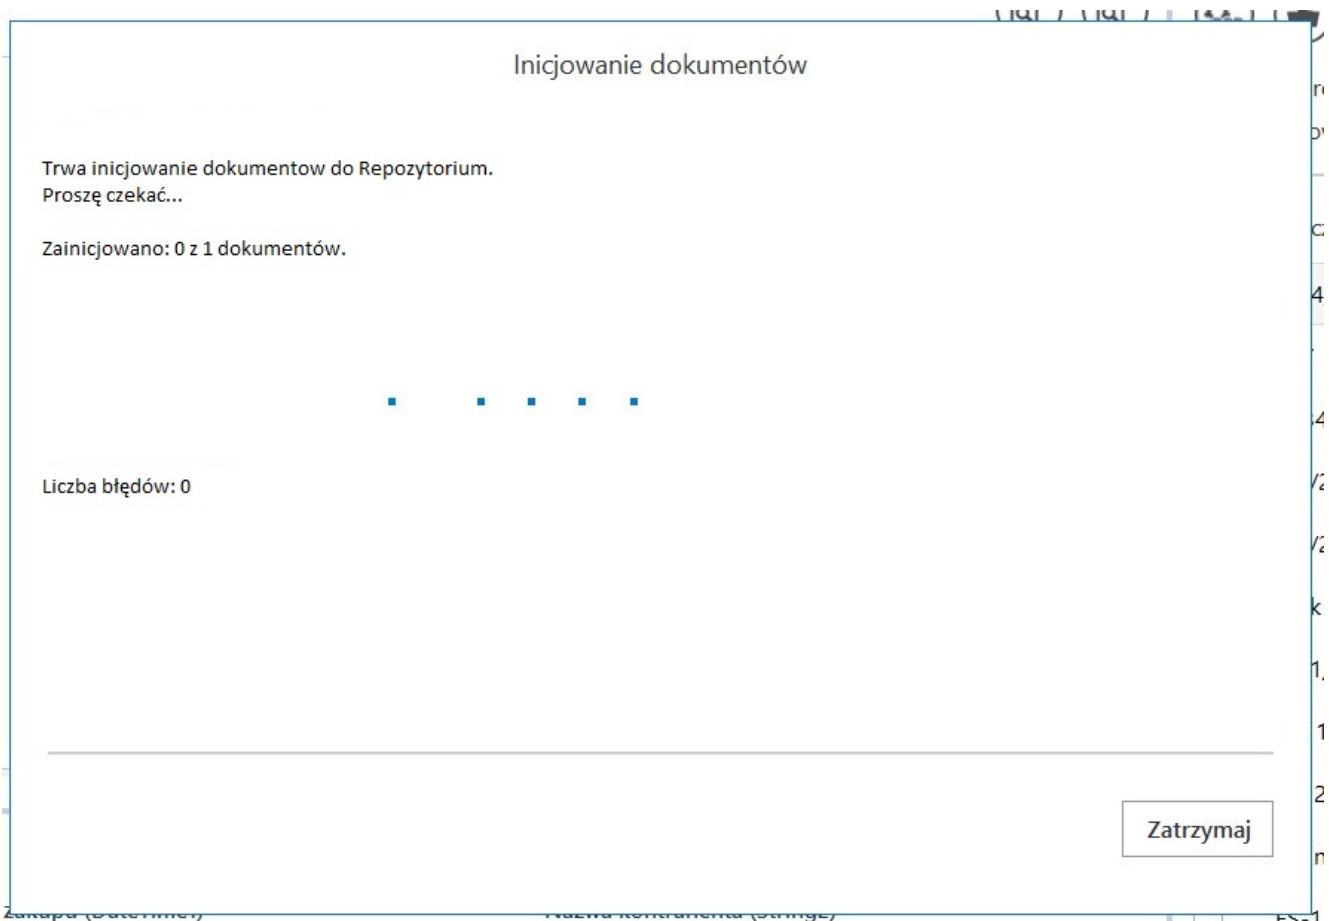 Inicjowanie dokumentów
Trwa inicjowanie dokumentow do Repozytorium.
Proszę czekać...
Zainicjowano: 0 z 1 dokumentów.
Liczba błędów: 0
Zatrzymaj